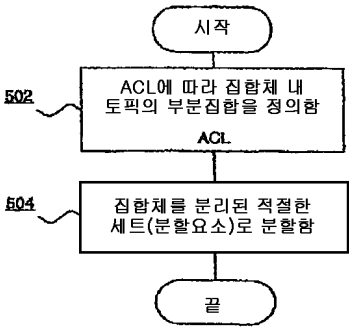 시작
502
ACL에 따라 집합체 내
토픽의 부분집합을 정의함
ACL
504
집합체를 분리된 적절한
세트(분할요소)로 분할함
끝